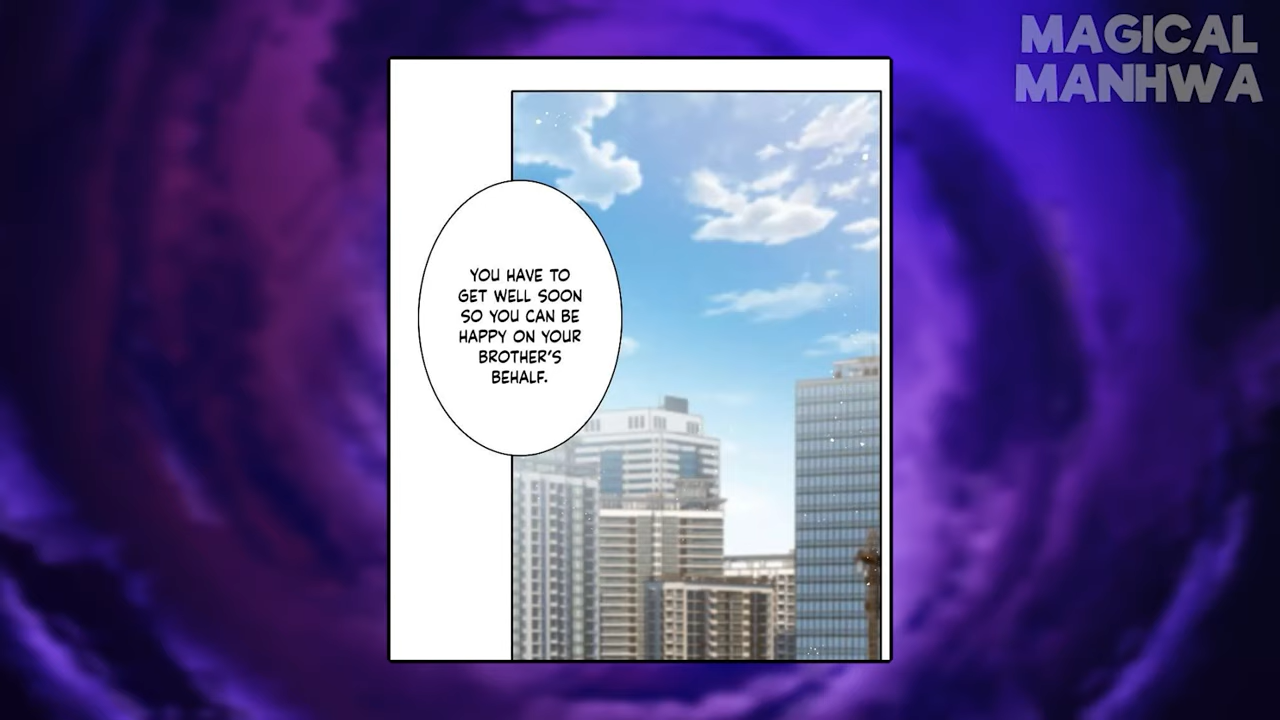 MAGICAL
MANHWA
YOU HAVE TO
GET WELL SOON
SO YOU CAN BE
HAPPY ON YOUR
BROTHER'S
BEHALF.